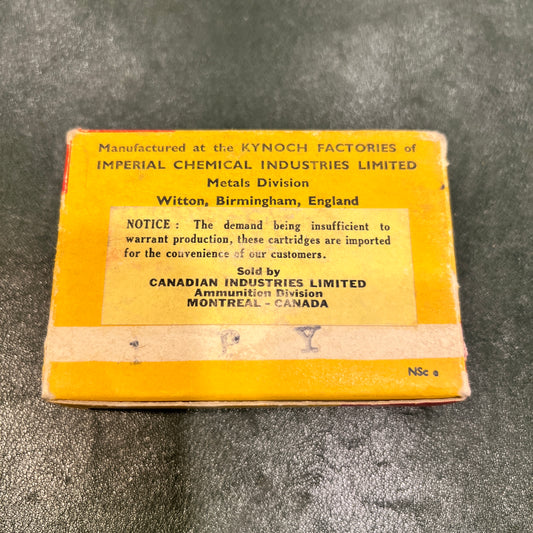 Manufactured at the KYNOCH FACTORIES of
IMPERIAL CHEMICAL INDUSTRIES LIMITED
Metals Division
Witton, Birmingham, England
NOTICE : The demand being insufficient to
warrant production, these cartridges are imported
for the convenience of our customers.
Sold by
CANADIAN INDUSTRIES LIMITED
Ammunition Division
MONTREAL - CANADA
P Y
NSc